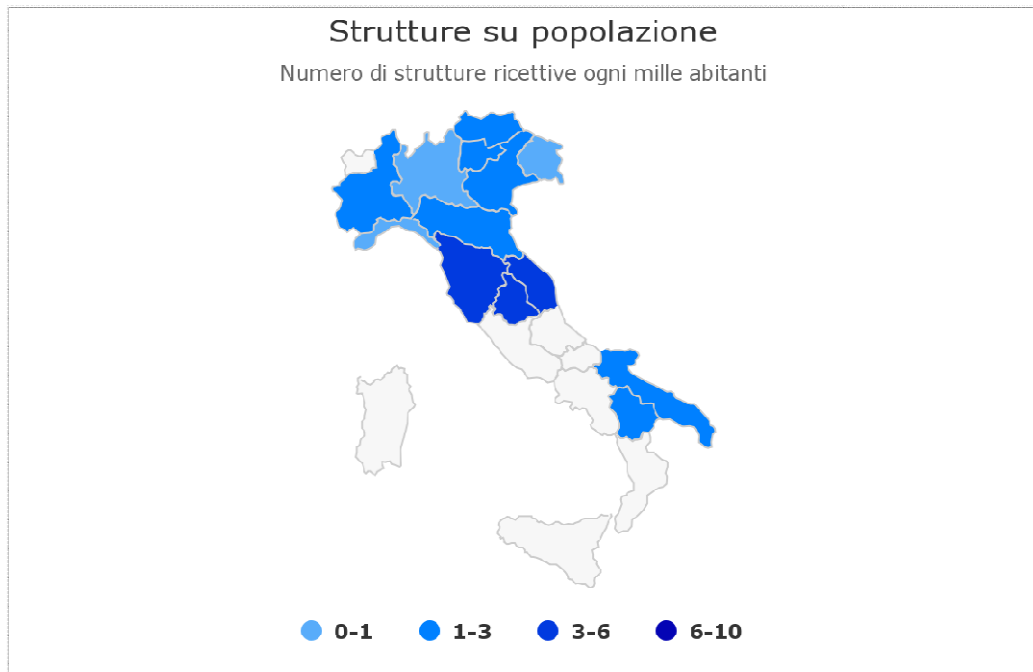 Strutture su popolazione
Numero di strutture ricettive ogni mille abitanti
0-1 1-3 3-6 6-10